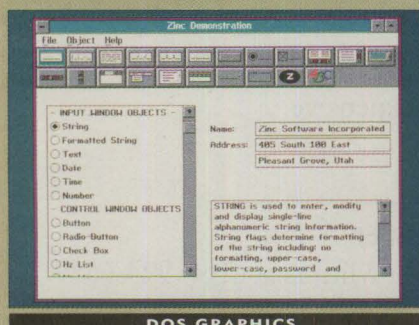 Zinc Demonstration
File Object Help
Z
- INPUT WINDOW OBJECTS -
String
Formatted String
Text
Date
Time
Number
CONTROL WINDOW OBJECTS
Button
Radio-Button
Check Box
Hz List
Name: Zinc Software Incorporated
Address: 405 South 100 East
Pleasant Grove, Utah
STRING is used to enter, modify
and display single-line
alphanumeric string information.
String flags determine formatting
of the string including: no
formatting, upper-case,
lower-case, password and
DOS GRAPHICS